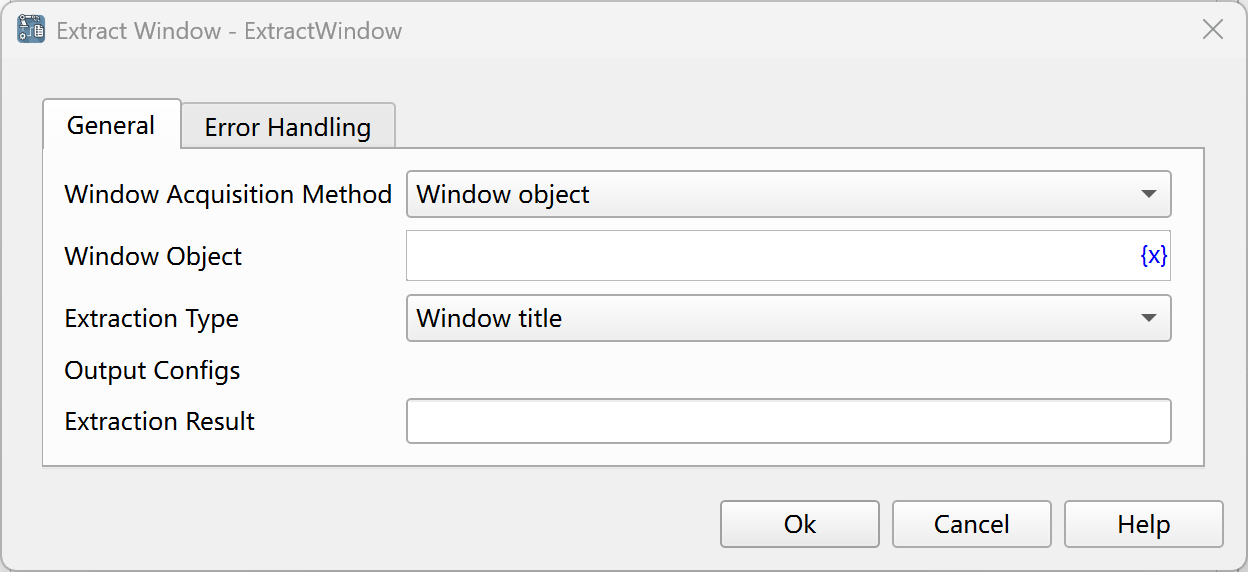 Extract Window - ExtractWindow
General
Error Handling
Window Acquisition Method
Window object
Window Object
{x}
Extraction Type
Window title
Output Configs
Extraction Result
Ok
Cancel
Help